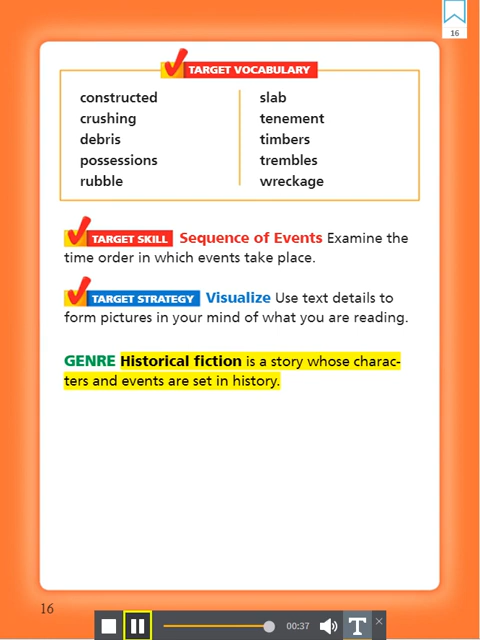 16
TARGET VOCABULARY
constructed
crushing
debris
possessions
rubble
slab
tenement
timbers
trembles
wreckage
TARGET SKILL Sequence of Events Examine the
time order in which events take place.
TARGET STRATEGY Visualize Use text details to
form pictures in your mind of what you are reading.
GENRE Historical fiction is a story whose charac-
ters and events are set in history.
16
00:37 T